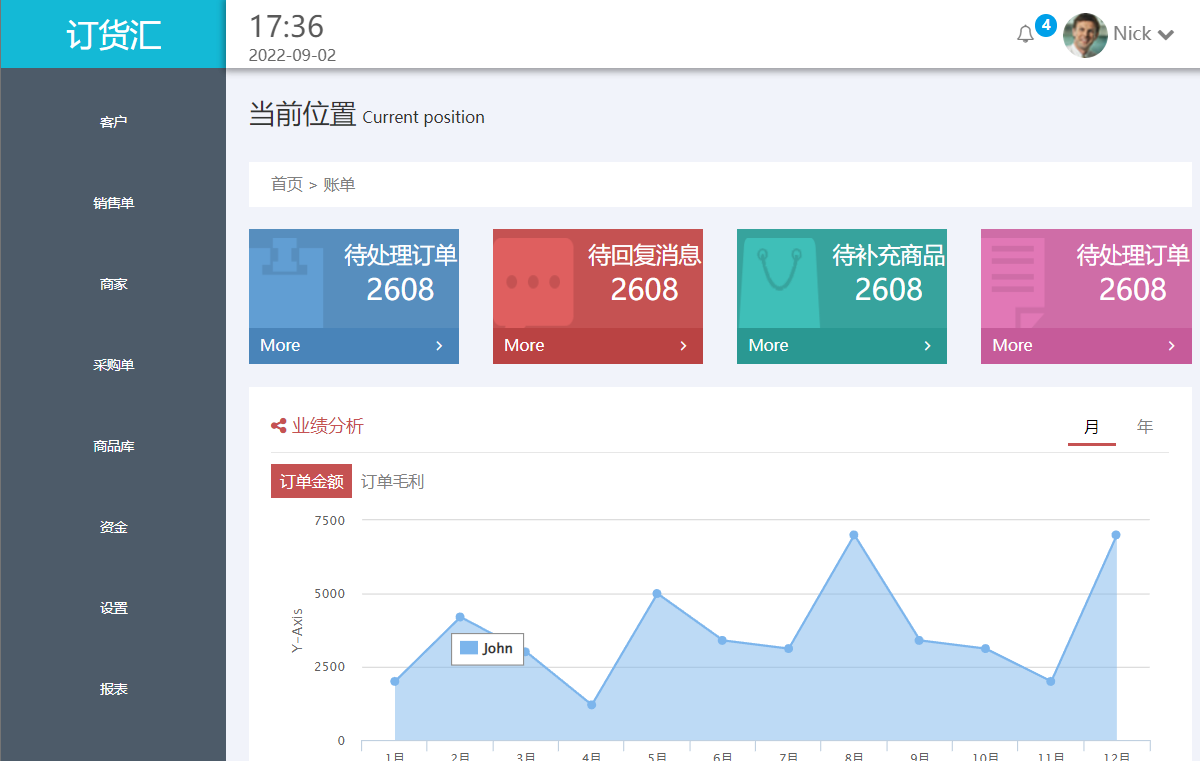 订货汇
17:36
2022-09-02
4
Nick
客户
销售单
商家
采购单
商品库
资金
设置
报表
当前位置 Current position
首页 > 账单
待处理订单
2608
More
待回复消息
2608
More
待补充商品
2608
More
待处理订单
2608
More
业绩分析
月 年
订单金额 订单毛利
7500
5000
2500
0
Y-Axis
John
1月 2月 3月 4月 5月 6月 7月 8月 9月 10月 11月 12月